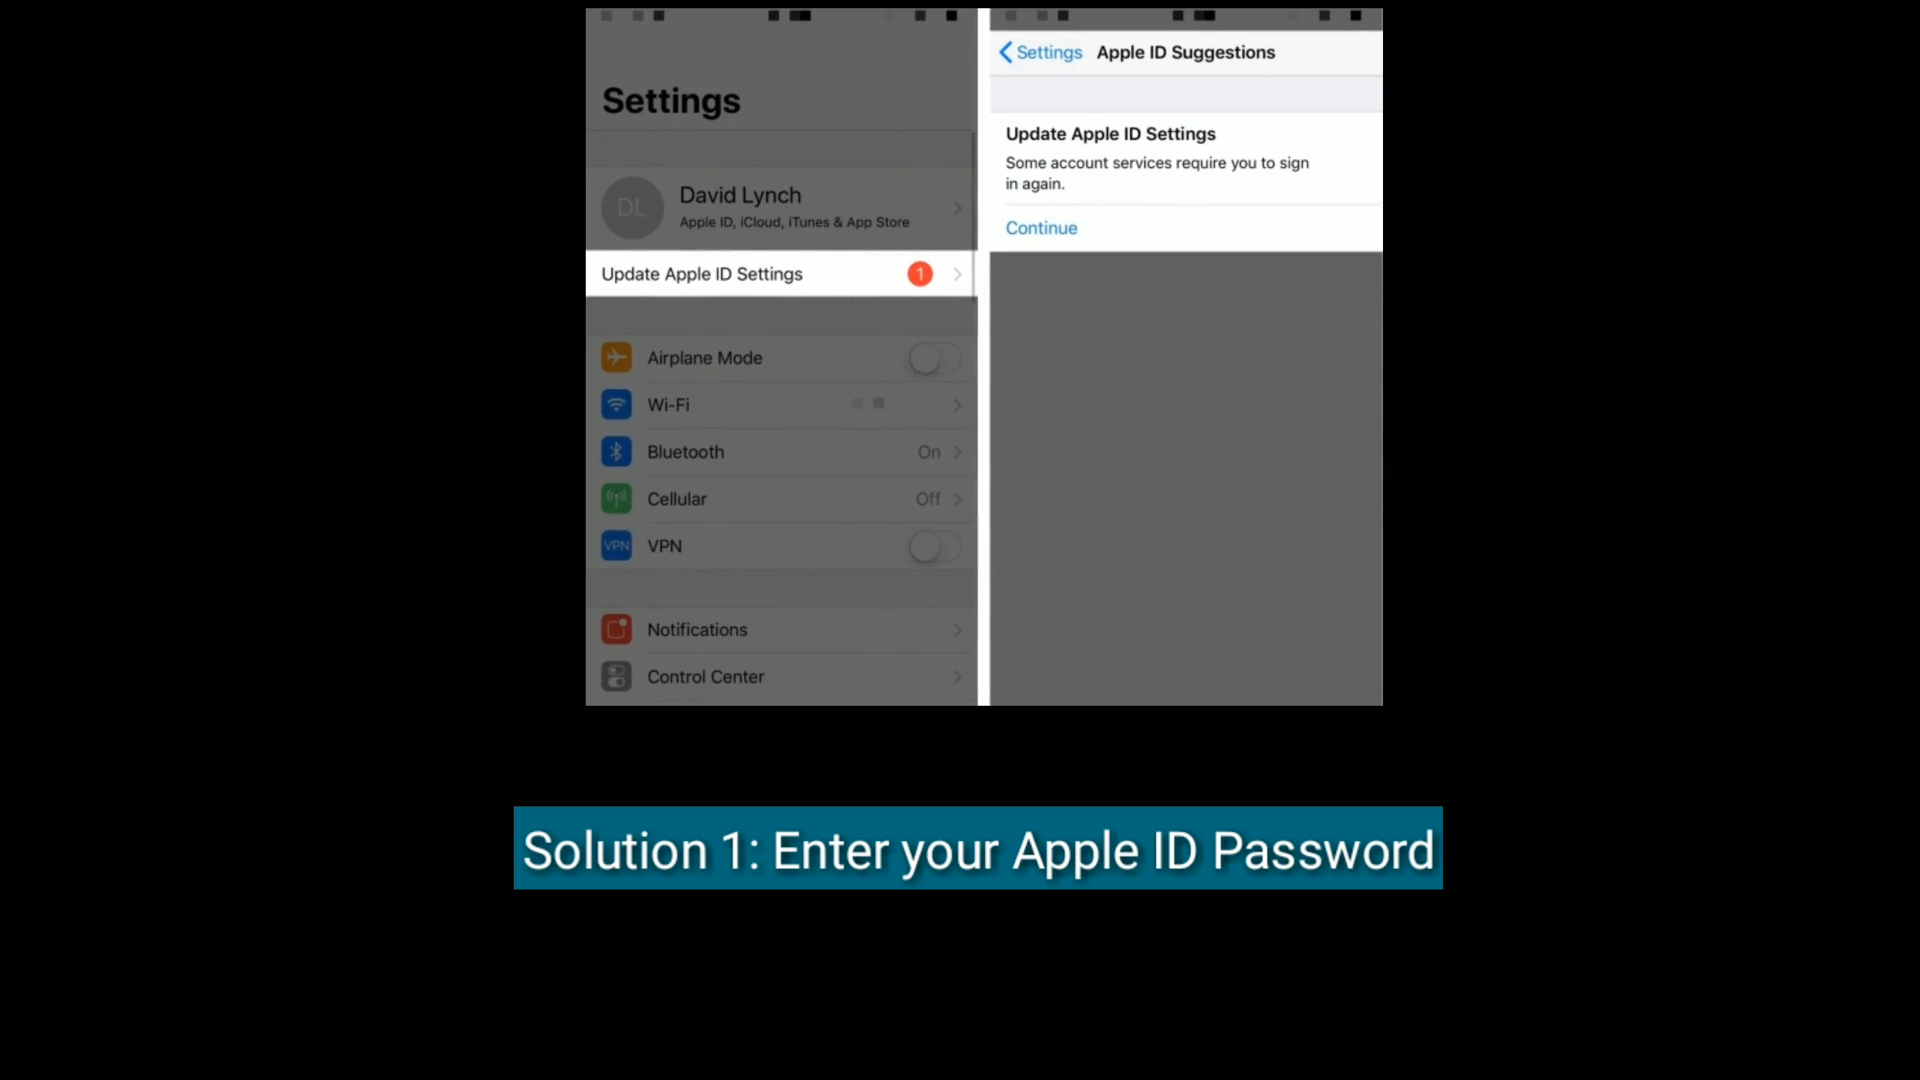 Settings
DL
David Lynch
Apple ID, iCloud, iTunes & App Store
Update Apple ID Settings 1
Airplane Mode
Wi-Fi
Bluetooth On
Cellular Off
VPN VPN
Notifications
Control Center
Settings Apple ID Suggestions
Update Apple ID Settings
Some account services require you to sign
in again.
Continue
Solution 1: Enter your Apple ID Password